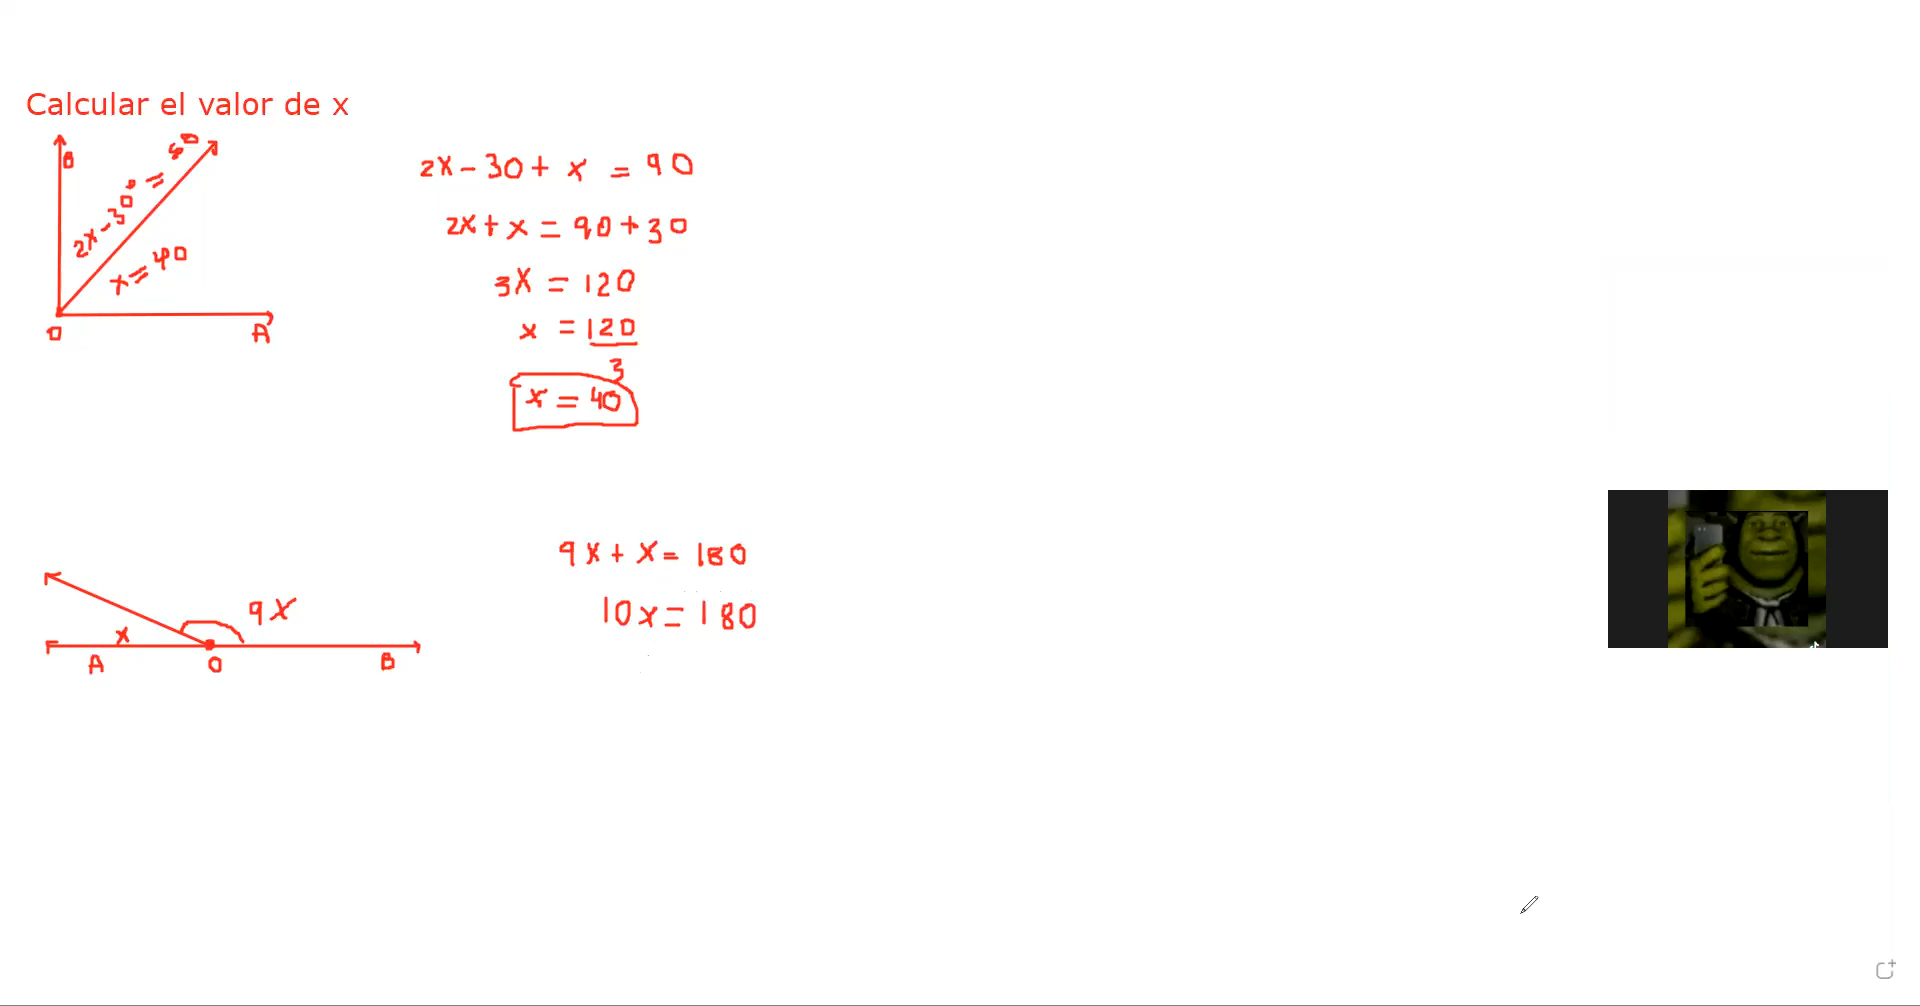 Calcular el valor de x
B
2x-30°=50
x=40
O
A
2x-30+x=90
2x+x=90+30
3x=120
x=120
3
x=40
9x+x=180
10x=180
9x
x
A
O
B